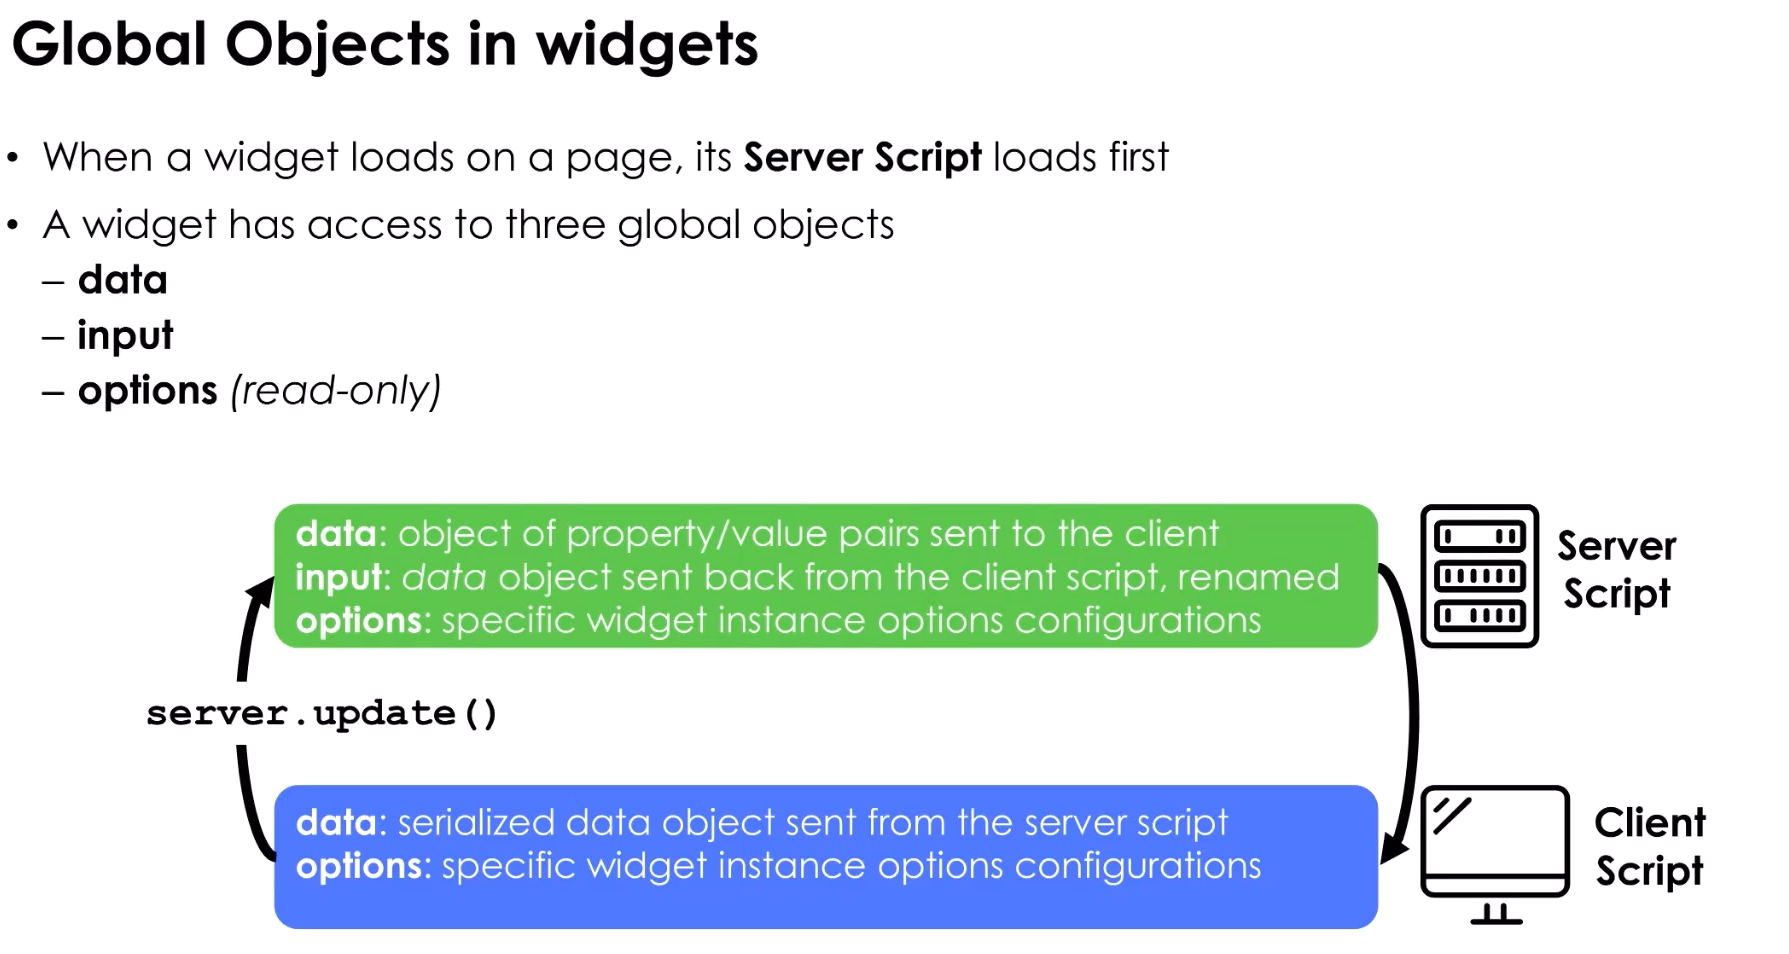 Global Objects in widgets
• When a widget loads on a page, its Server Script loads first
• A widget has access to three global objects
– data
– input
– options (read-only)
data: object of property/value pairs sent to the client
input: data object sent back from the client script, renamed
options: specific widget instance options configurations
Server
Script
server.update()
data: serialized data object sent from the server script
options: specific widget instance options configurations
Client
Script